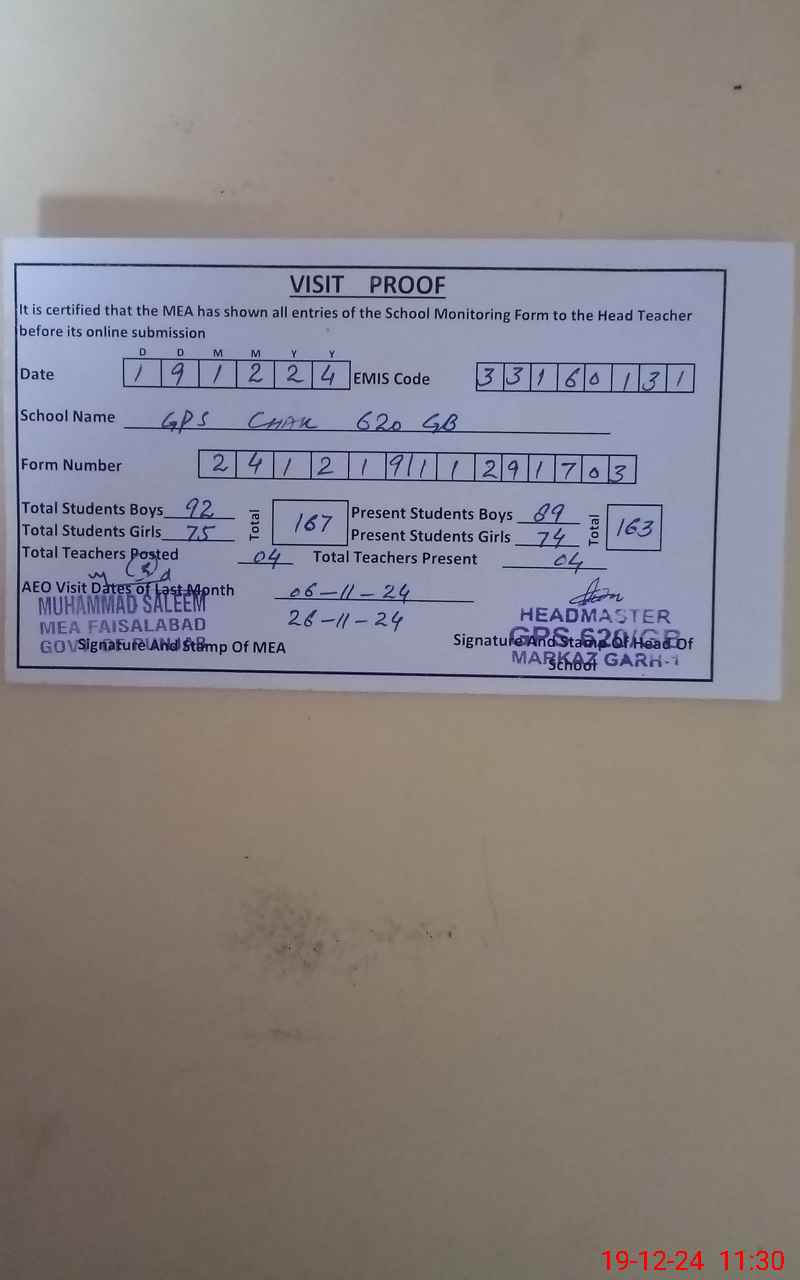 VISIT PROOF
It is certified that the MEA has shown all entries of the School Monitoring Form to the Head Teacher
before its online submission
D D M M Y Y
Date 1 9 1 2 2 4 EMIS Code 3 3 1 6 0 1 3 1
School Name GPS CHAK 620 GB
Form Number 2 4 1 2 1 9 1 1 1 2 9 1 7 0 3
Total Students Boys 92 Total 167 Present Students Boys 89 Total 163
Total Students Girls 75 Present Students Girls 74
Total Teachers Posted 04 Total Teachers Present 04
AEO Visit Dates of Last Month 06-11-24
26-11-24
MUHAMMAD SALEEM
MEA FAISALABAD
Signature And Stamp Of MEA
HEADMASTER
GPS 620/GB
MARKAZ GARH-1
Signature And Stamp Of Head Of
School
19-12-24 11:30